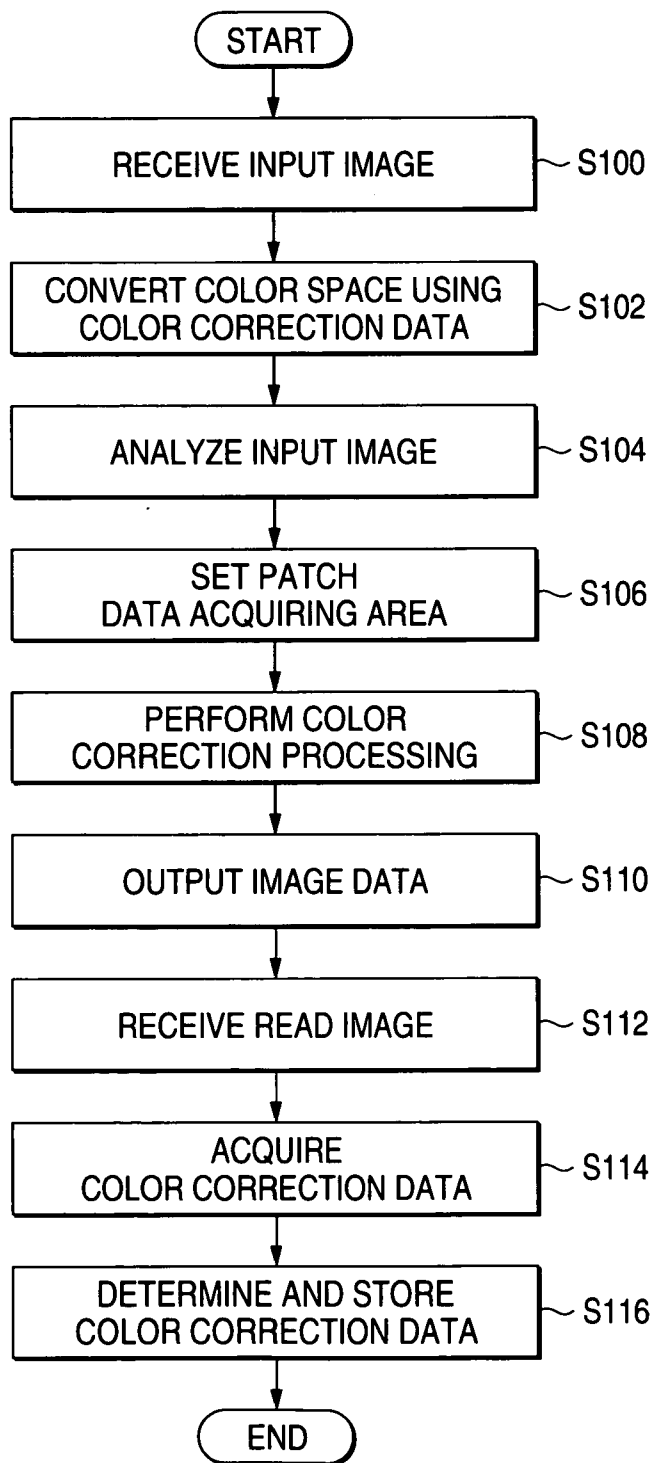 START
RECEIVE INPUT IMAGE
S100
CONVERT COLOR SPACE USING
COLOR CORRECTION DATA
S102
ANALYZE INPUT IMAGE
S104
SET PATCH
DATA ACQUIRING AREA
S106
PERFORM COLOR
CORRECTION PROCESSING
S108
OUTPUT IMAGE DATA
S110
RECEIVE READ IMAGE
S112
ACQUIRE
COLOR CORRECTION DATA
S114
DETERMINE AND STORE
COLOR CORRECTION DATA
S116
END